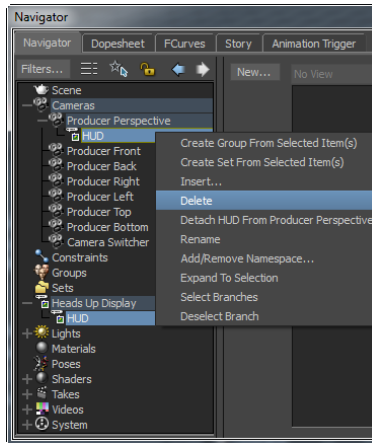 Navigator
Navigator Dopesheet FCurves Story Animation Trigger
Filters... New... No View
Scene
Cameras
Producer Perspective
HUD
Producer Front
Producer Back
Producer Right
Producer Left
Producer Top
Producer Bottom
Camera Switcher
Constraints
Groups
Sets
Heads Up Display
HUD
Lights
Materials
Poses
Shaders
Takes
Videos
System
Create Group From Selected Item(s)
Create Set From Selected Item(s)
Insert...
Delete
Detach HUD From Producer Perspective
Rename
Add/Remove Namespace...
Expand To Selection
Select Branches
Deselect Branch